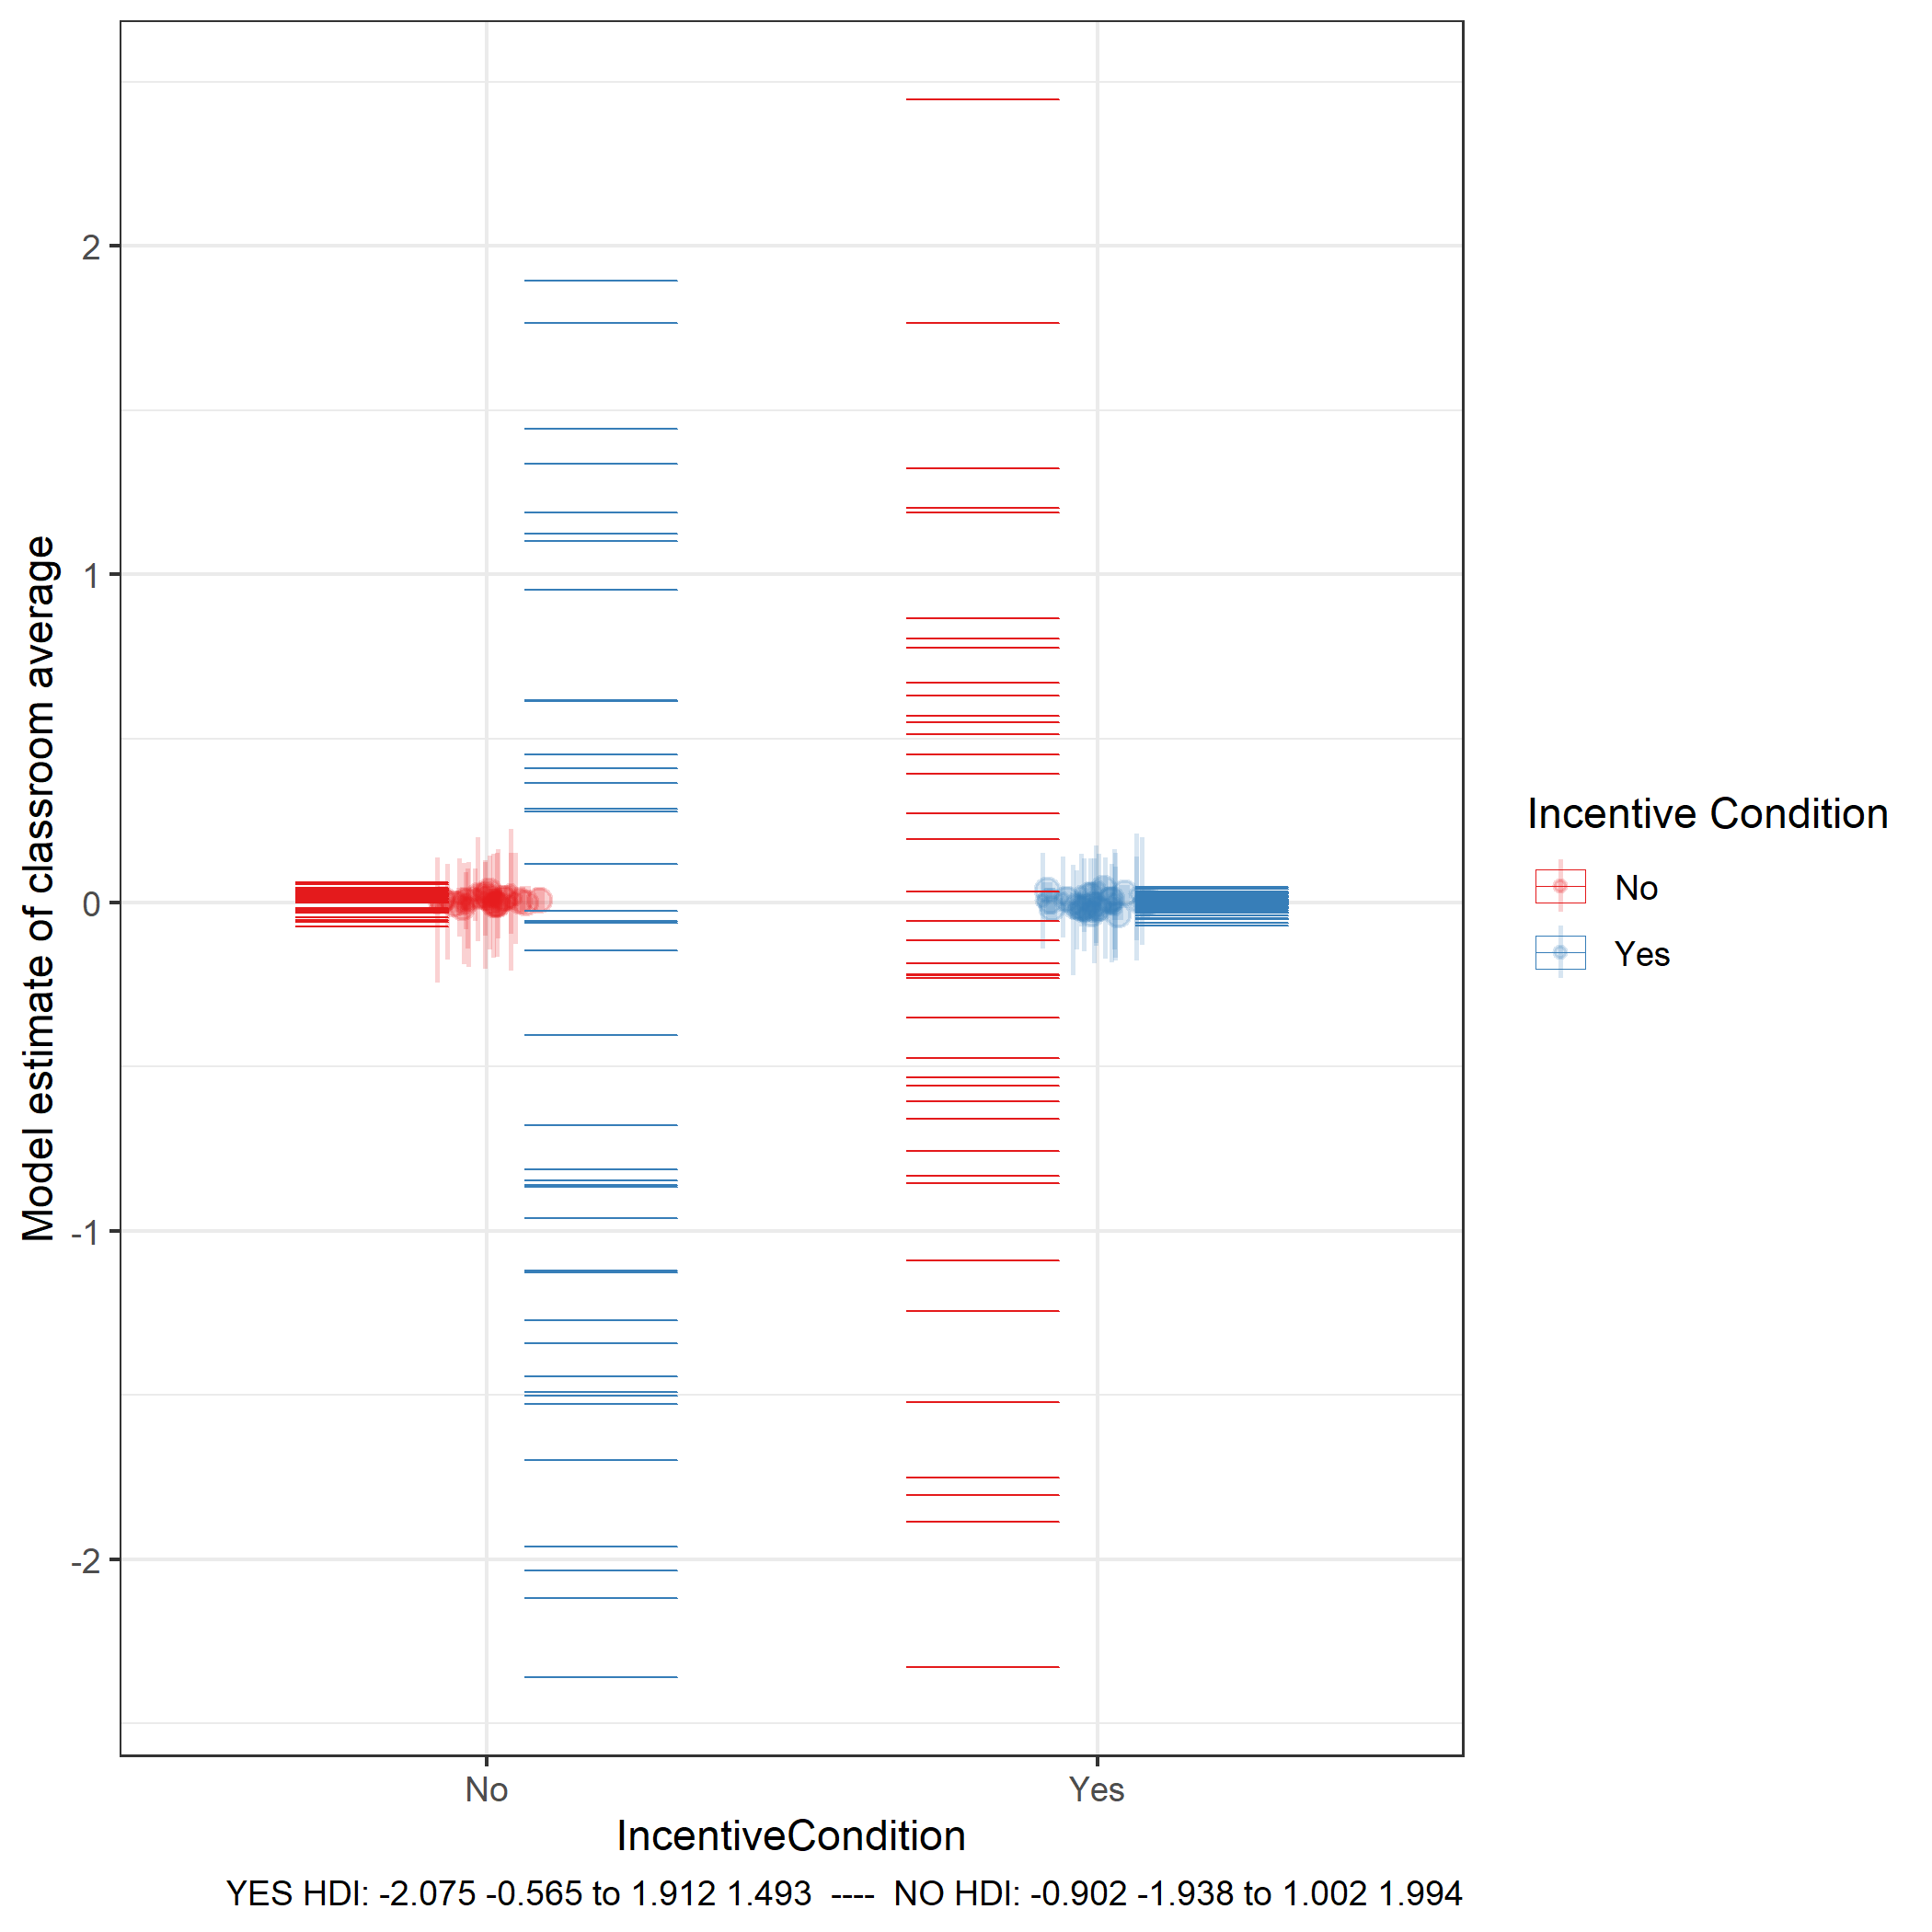 Model estimate of classroom average
2
1
0
-1
-2
No
Yes
IncentiveCondition
YES HDI: -2.075 -0.565 to 1.912 1.493 ---- NO HDI: -0.902 -1.938 to 1.002 1.994
Incentive Condition
No
Yes